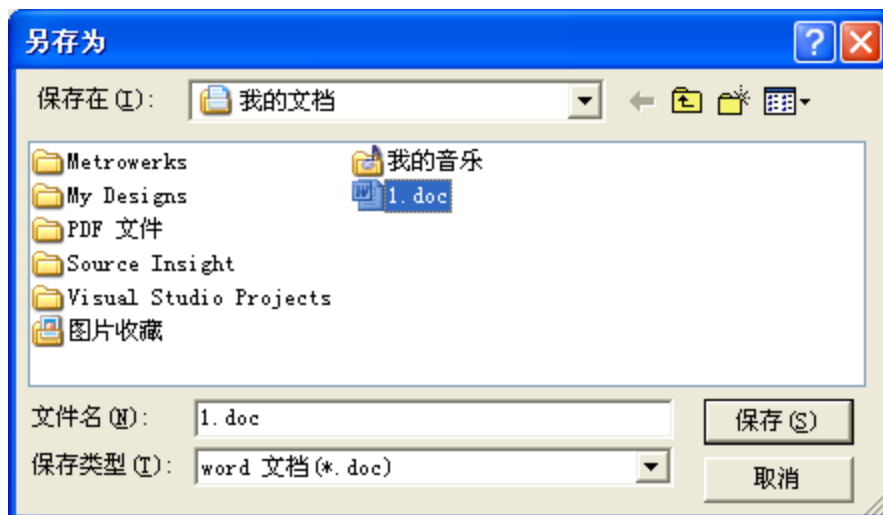 另存为
保存在(I):
我的文档
Metrowerks
My Designs
PDF 文件
Source Insight
Visual Studio Projects
图片收藏
我的音乐
1.doc
文件名(N):
1.doc
保存(S)
保存类型(T):
word 文档(*.doc)
取消